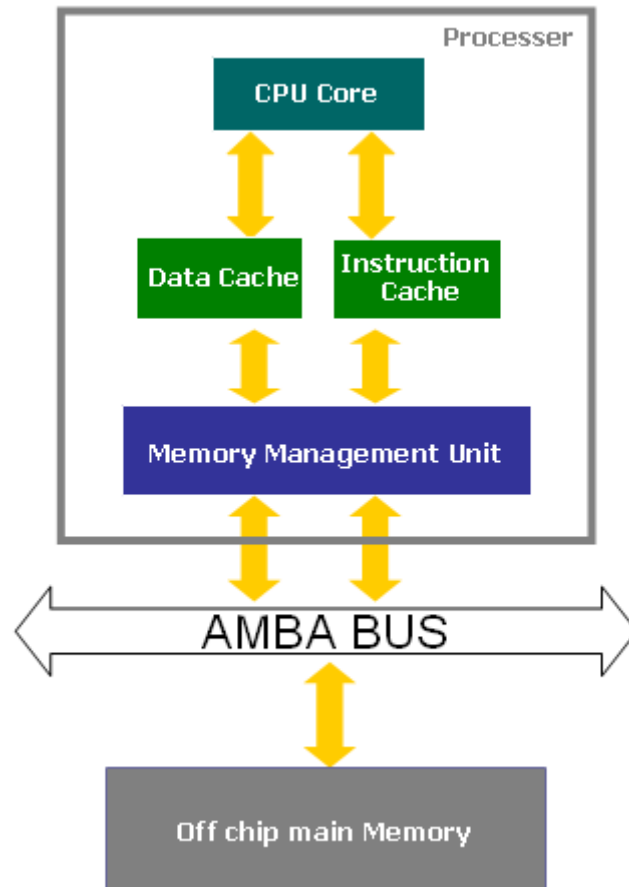 Processer
CPU Core
Data Cache
Instruction
Cache
Memory Management Unit
AMBA BUS
Off chip main Memory